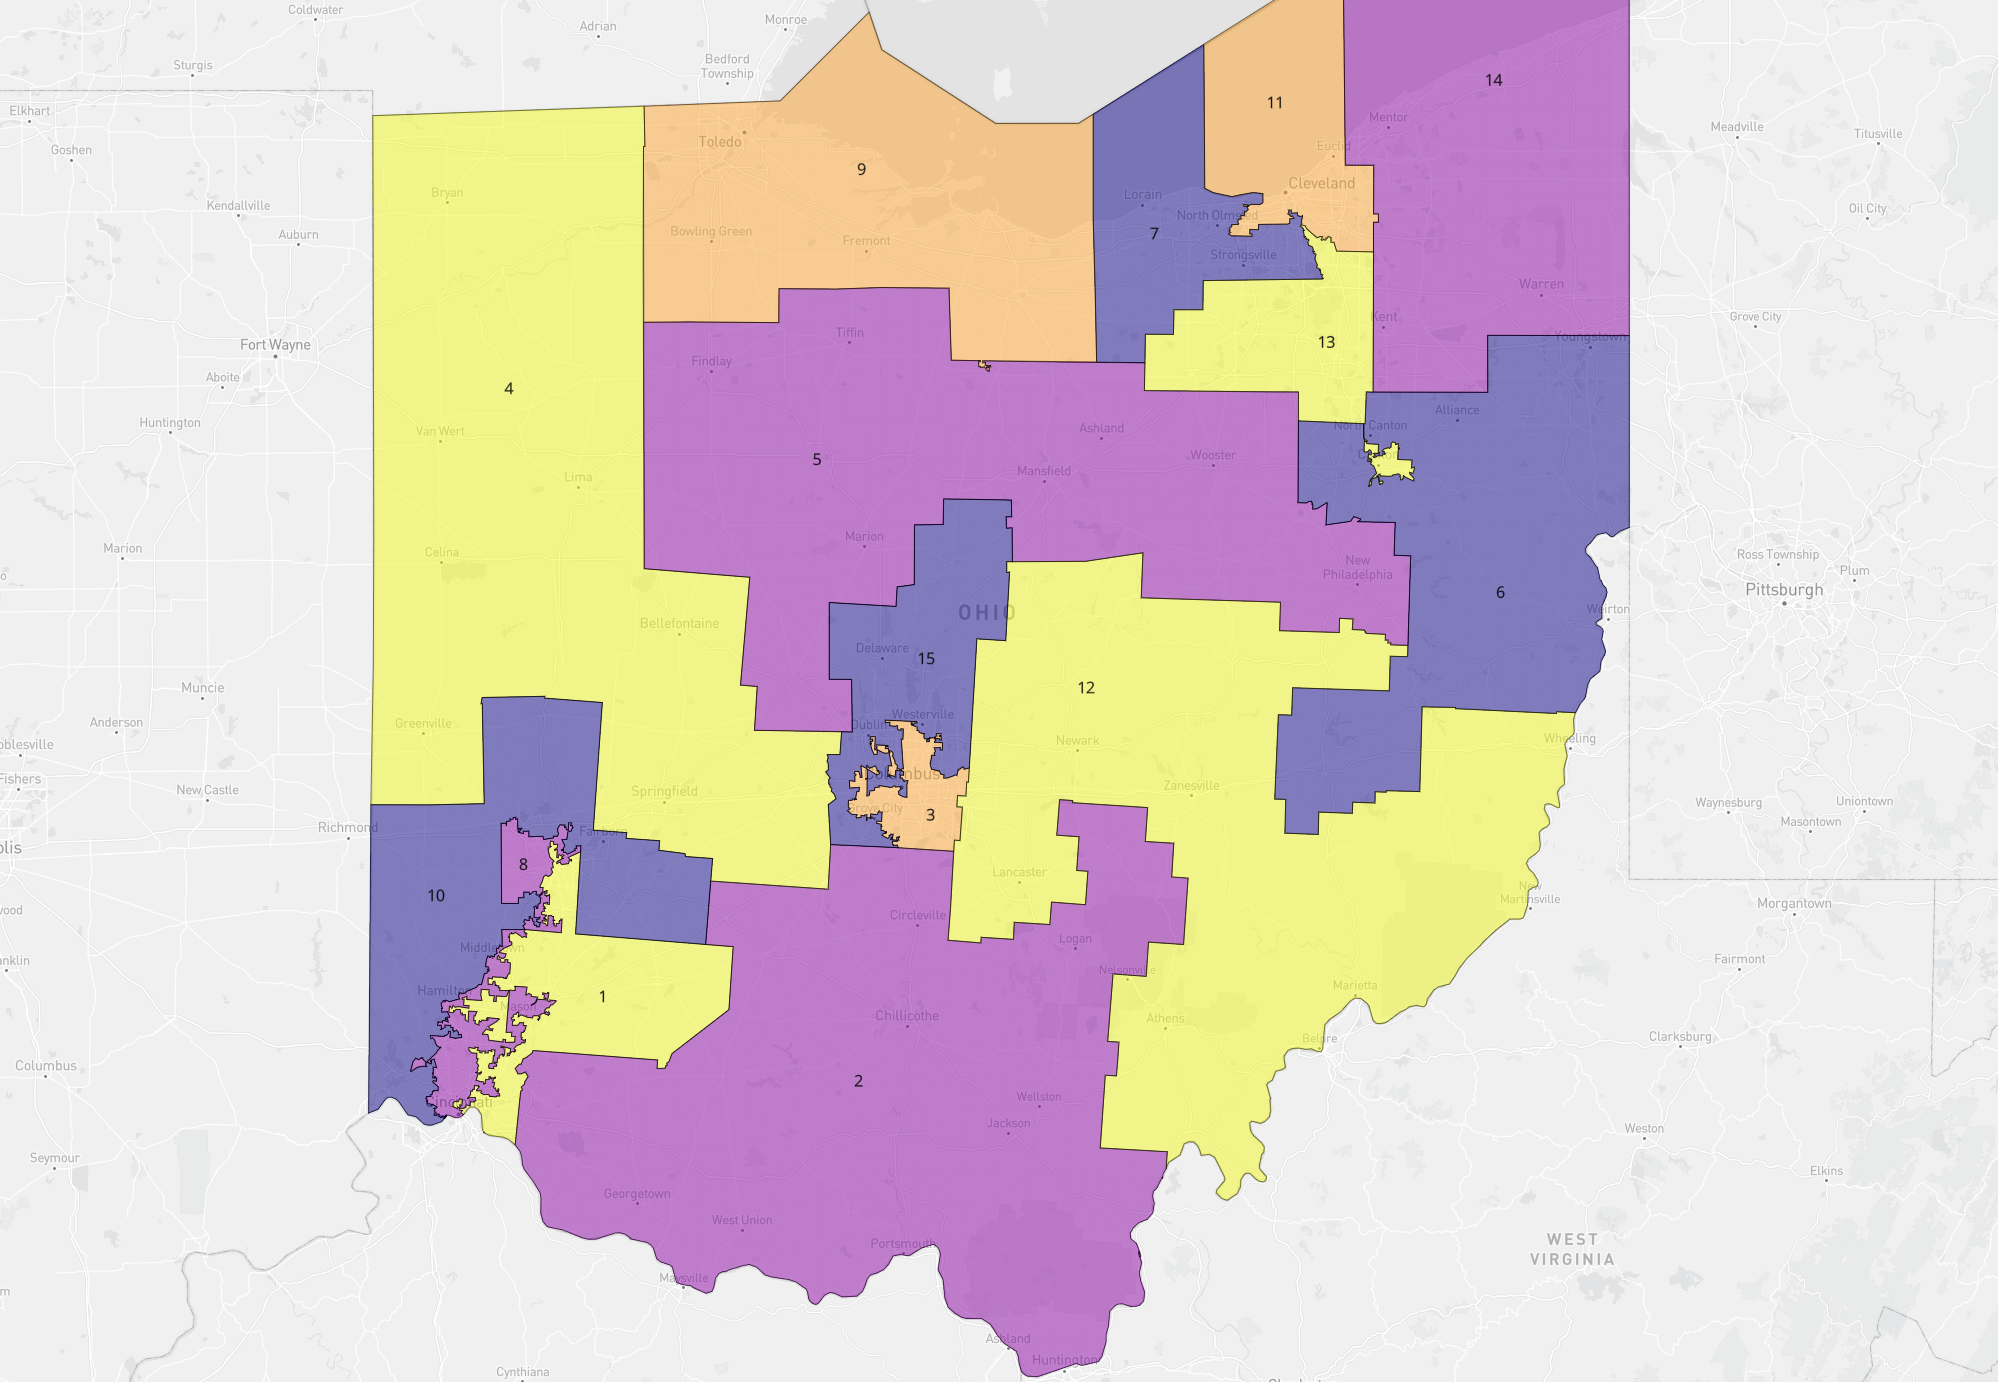 Coldwater
Adrian
Monroe
Sturgis
Bedford
Township
14
11
Elkhart
Mentor
Meadville
Titusville
Toledo
Goshen
Euclid
9
Cleveland
Bryan
Lorain
Kendallville
North Olmsted
Oil City
Bowling Green
7
Auburn
Fremont
Strongsville
Warren
Grove City
Kent
Tiffin
Youngstown
13
Fort Wayne
Findlay
Aboite
4
Alliance
Huntington
North Canton
Van Wert
Ashland
Canton
5
Wooster
Mansfield
Lima
Marion
Marion
Celina
Ross Township
New
Philadelphia
Plum
Pittsburgh
6
OHIO
Weirton
Bellefontaine
Delaware
15
Muncie
12
Anderson
Greenville
Dublin
Westerville
Newark
Wheeling
oblesville
Fishers
Columbus
New Castle
Springfield
Zanesville
Waynesburg
Uniontown
Grove City
3
Masontown
Richmond
Fairborn
olis
8
Lancaster
New
Martinsville
10
Morgantown
wood
Circleville
Logan
Middletown
anklin
Nelsonville
Fairmont
Hamilton
1
Mason
Marietta
Chillicothe
Athens
Clarksburg
Belpre
Columbus
2
Wellston
Cincinnati
Jackson
Weston
Seymour
Elkins
Georgetown
West Union
Portsmouth
WEST
VIRGINIA
Maysville
m
Ashland
Huntington
Cynthiana